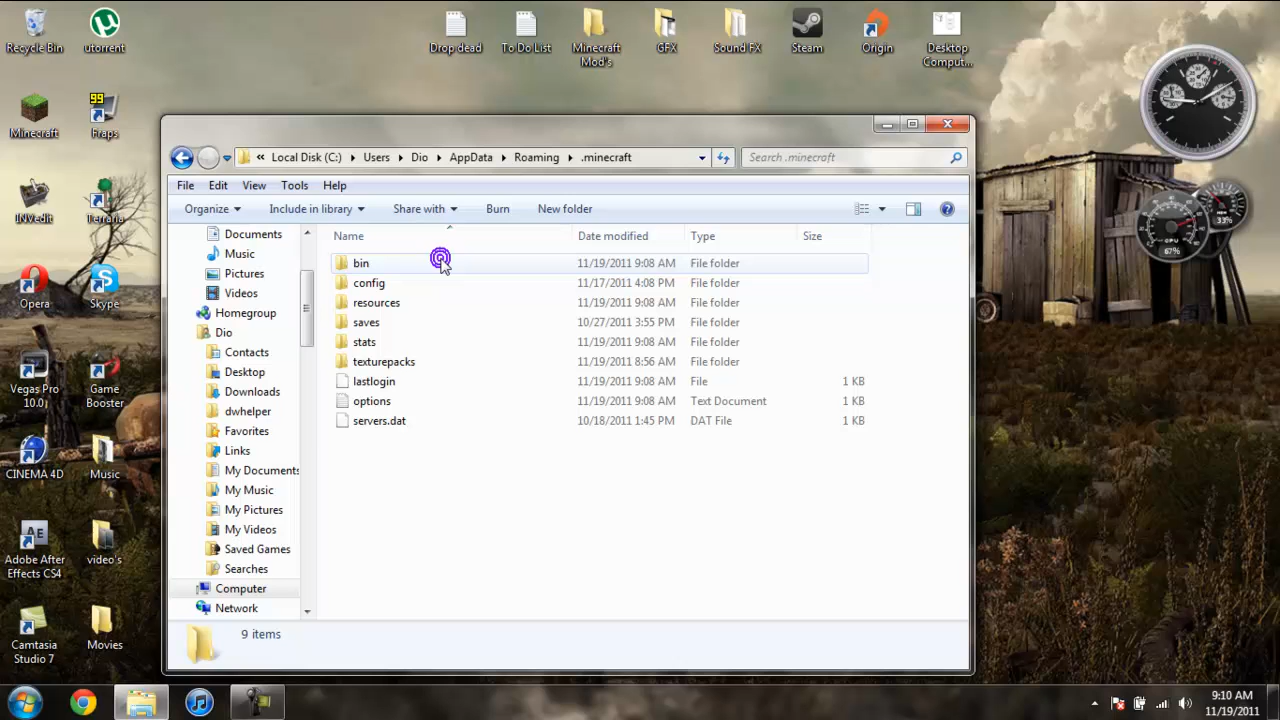 Recycle Bin
utorrent
Drop dead
To Do List
Minecraft Mod's
GFX
Sound FX
Steam
Origin
Desktop Comput...
Minecraft
99
Fraps
INVedit
Terraria
Opera
Skype
Vegas Pro 10.0
Game Booster
CINEMA 4D
Music
AE
Adobe After Effects CS4
video's
Camtasia Studio 7
Movies
« Local Disk (C:) Users Dio AppData Roaming .minecraft
Search .minecraft
File Edit View Tools Help
Organize Include in library Share with Burn New folder
Documents
Music
Pictures
Videos
Homegroup
Dio
Contacts
Desktop
Downloads
dwhelper
Favorites
Links
My Documents
My Music
My Pictures
My Videos
Saved Games
Searches
Computer
Network
Name Date modified Type Size
bin 11/19/2011 9:08 AM File folder
config 11/17/2011 4:08 PM File folder
resources 11/19/2011 9:08 AM File folder
saves 10/27/2011 3:55 PM File folder
stats 11/19/2011 9:08 AM File folder
texturepacks 11/19/2011 8:56 AM File folder
lastlogin 11/19/2011 9:08 AM File 1 KB
options 11/19/2011 9:08 AM Text Document 1 KB
servers.dat 10/18/2011 1:45 PM DAT File 1 KB
9 items
33%
67%
9:10 AM
11/19/2011